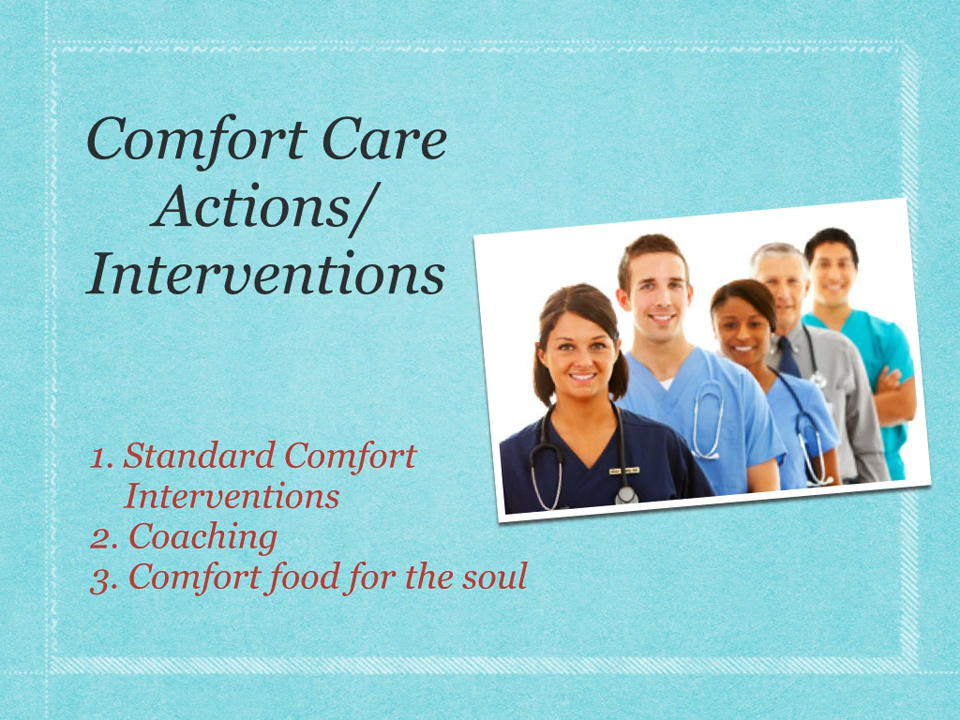 Comfort Care
Actions/
Interventions
1. Standard Comfort
Interventions
2. Coaching
3. Comfort food for the soul